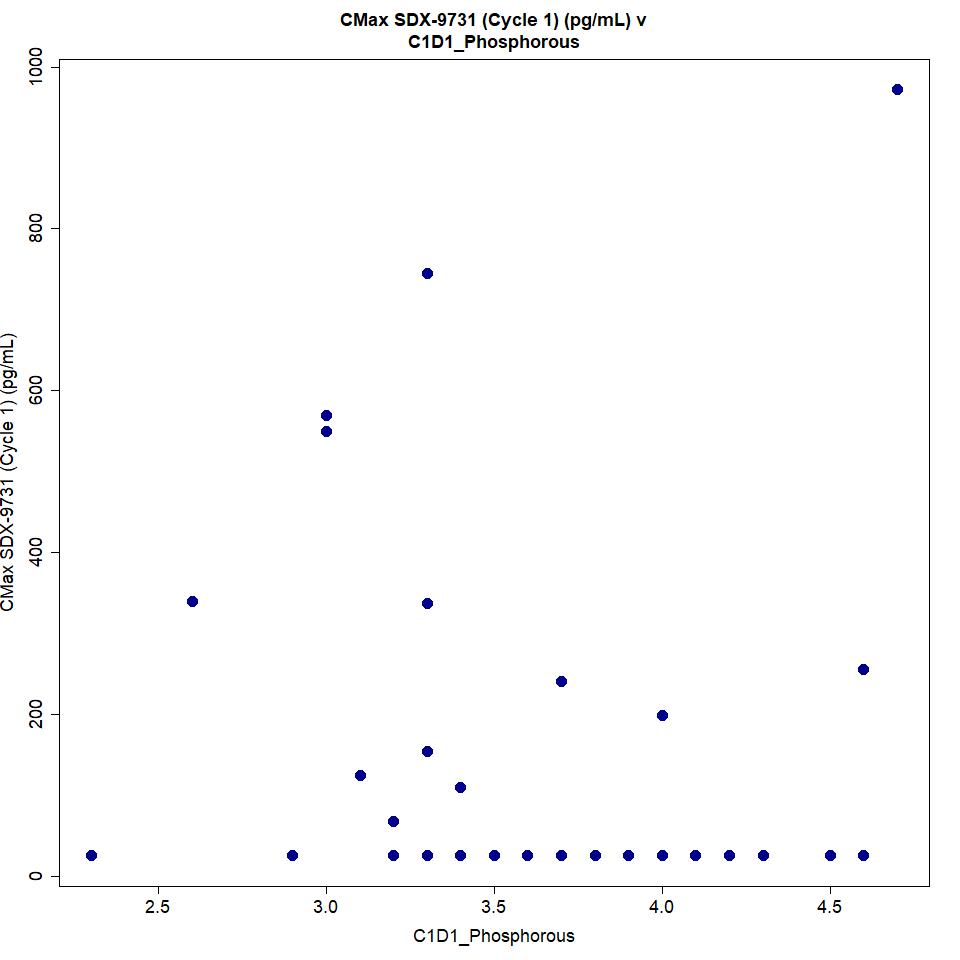 CMax SDX-9731 (Cycle 1) (pg/mL) v
C1D1_Phosphorous
1000
800
600
400
200
0
CMax SDX-9731 (Cycle 1) (pg/mL)
2.5 3.0 3.5 4.0 4.5
C1D1_Phosphorous